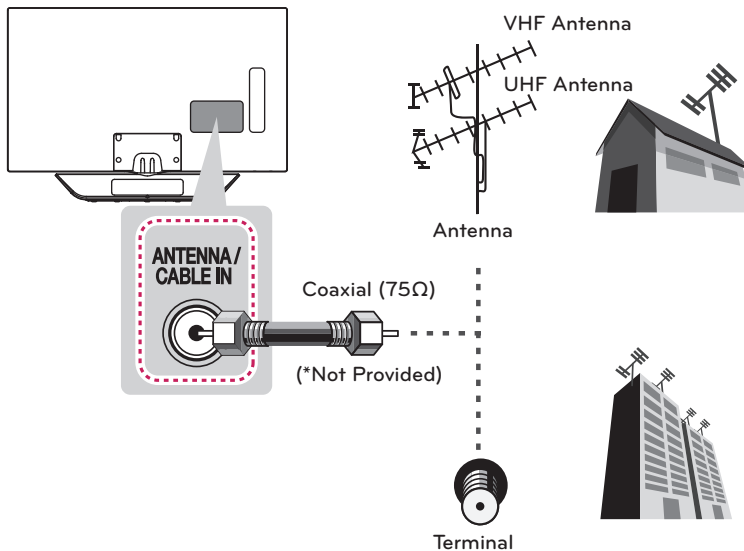 VHF Antenna
UHF Antenna
Antenna
ANTENNA /
CABLE IN
Coaxial (75Ω)
(*Not Provided)
Terminal